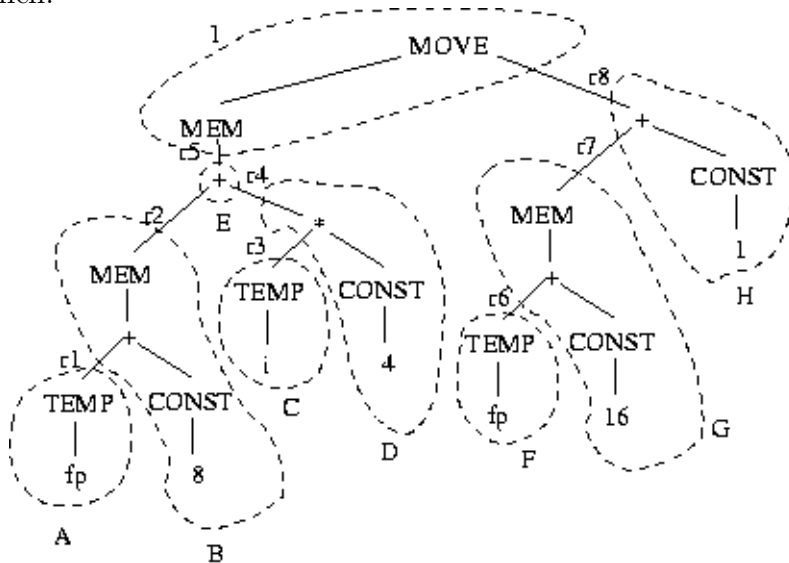 1
MOVE
r8
+
MEM
r5
r4
r7
+
CONST
E
r2
*
MEM
1
MEM
r3
H
TEMP
CONST
+
r6
+
i
4
TEMP
CONST
r1
C
TEMP
CONST
fp
16
G
D
F
fp
8
A
B